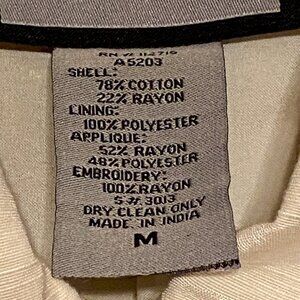 A5203
SHELL:
78% COTTON
22% RAYON
LINING:
100% POLYESTER
APPLIQUE:
52% RAYON
48% POLYESTER
EMBROIDERY:
100% RAYON
S#: 3013
DRY CLEAN ONLY
MADE IN INDIA
M